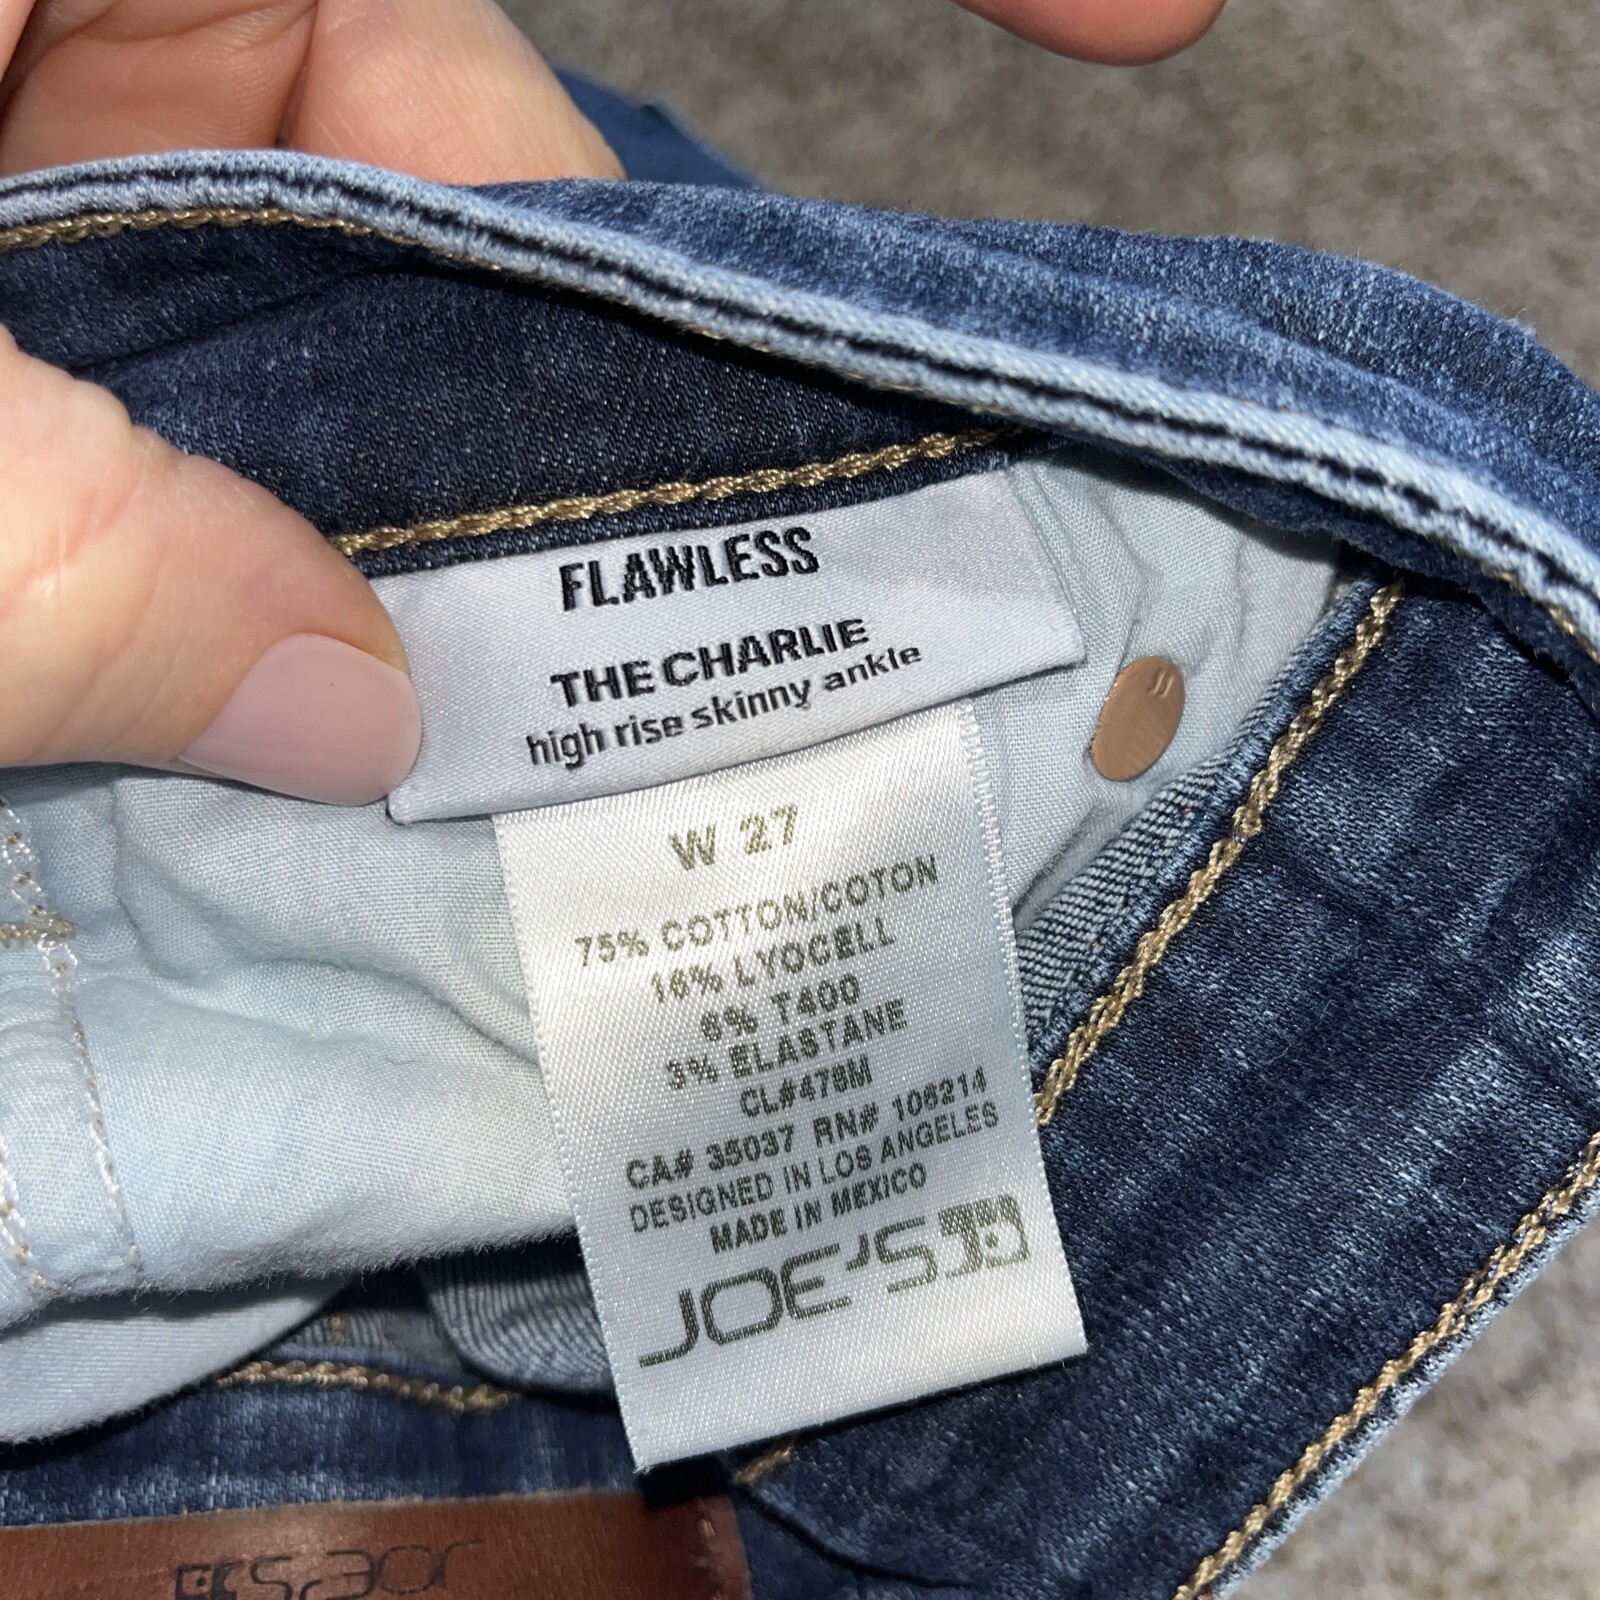 FLAWLESS
THE CHARLIE
high rise skinny ankle
W 27
75% COTTON/COTON
16% LYOCELL
6% T400
3% ELASTANE
CL#478M
CA# 35037 RN# 106214
DESIGNED IN LOS ANGELES
MADE IN MEXICO
JOE'S
JOE'S